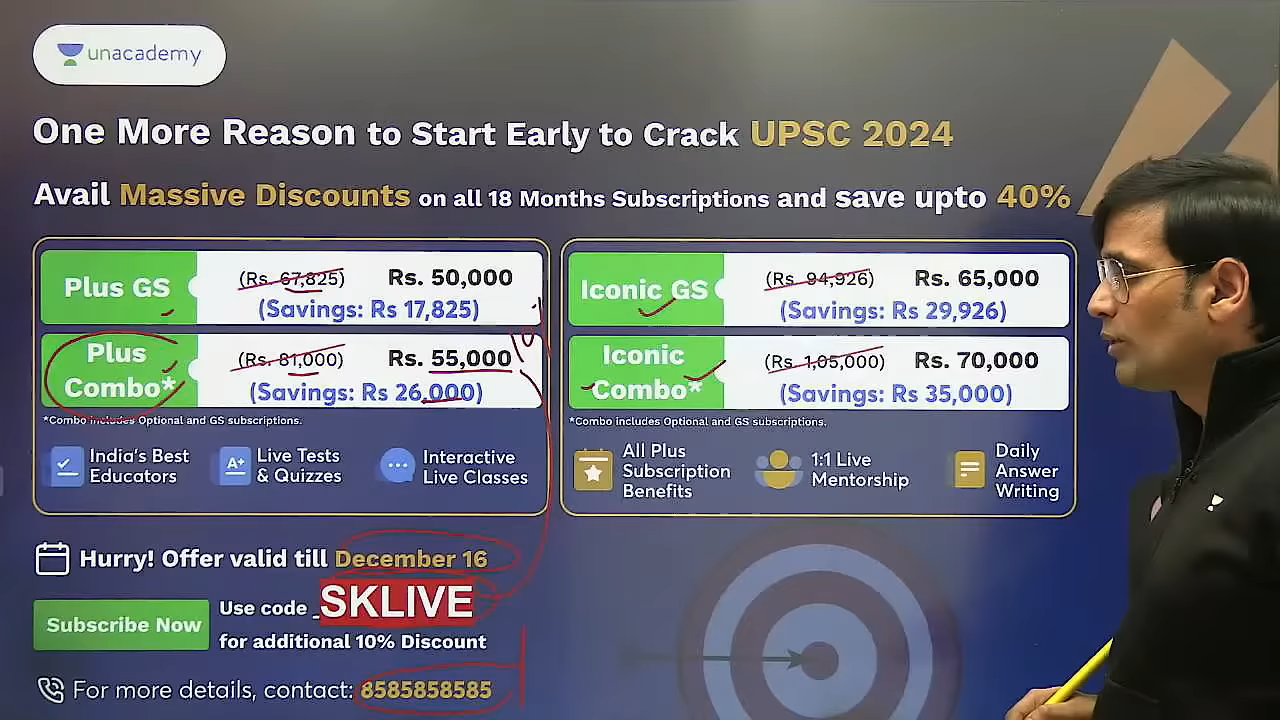 unacademy
One More Reason to Start Early to Crack UPSC 2024
Avail Massive Discounts on all 18 Months Subscriptions and save upto 40%
Plus GS
(Rs. 67,825) Rs. 50,000
(Savings: Rs 17,825)
Plus
Combo*
(Rs. 81,000) Rs. 55,000
(Savings: Rs 26,000)
*Combo includes Optional and GS subscriptions.
India's Best
Educators
A+
Live Tests
& Quizzes
Interactive
Live Classes
Iconic GS
(Rs. 94,926) Rs. 65,000
(Savings: Rs 29,926)
Iconic
Combo*
(Rs. 1,05,000) Rs. 70,000
(Savings: Rs 35,000)
*Combo includes Optional and GS subscriptions.
All Plus
Subscription
Benefits
1:1 Live
Mentorship
Daily
Answer
Writing
Hurry! Offer valid till December 16
Subscribe Now
Use code SKLIVE
for additional 10% Discount
For more details, contact: 8585858585